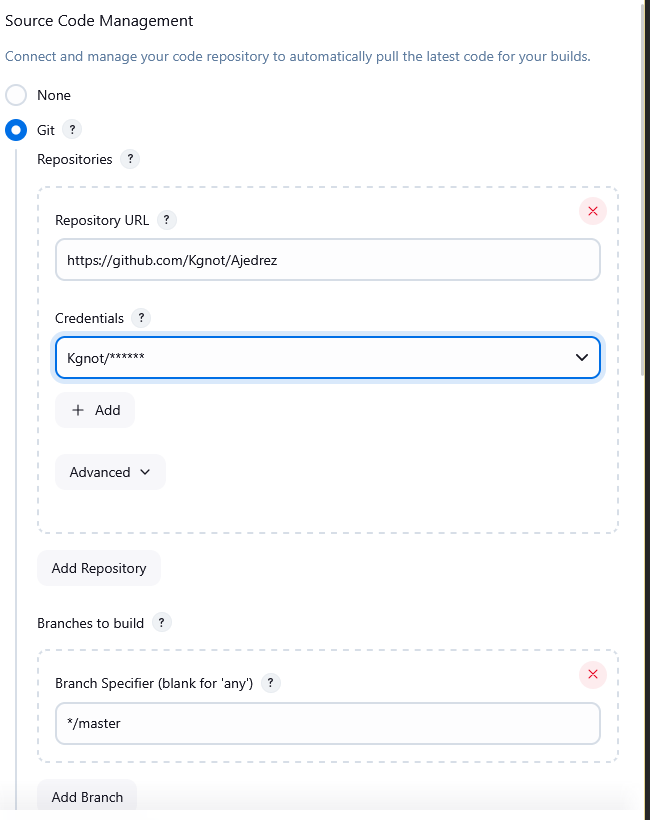 Source Code Management
Connect and manage your code repository to automatically pull the latest code for your builds.
None
Git ?
Repositories ?
Repository URL ?
https://github.com/Kgnot/Ajedrez
Credentials ?
Kgnot/******
+ Add
Advanced
Add Repository
Branches to build ?
Branch Specifier (blank for 'any') ?
*/master
Add Branch